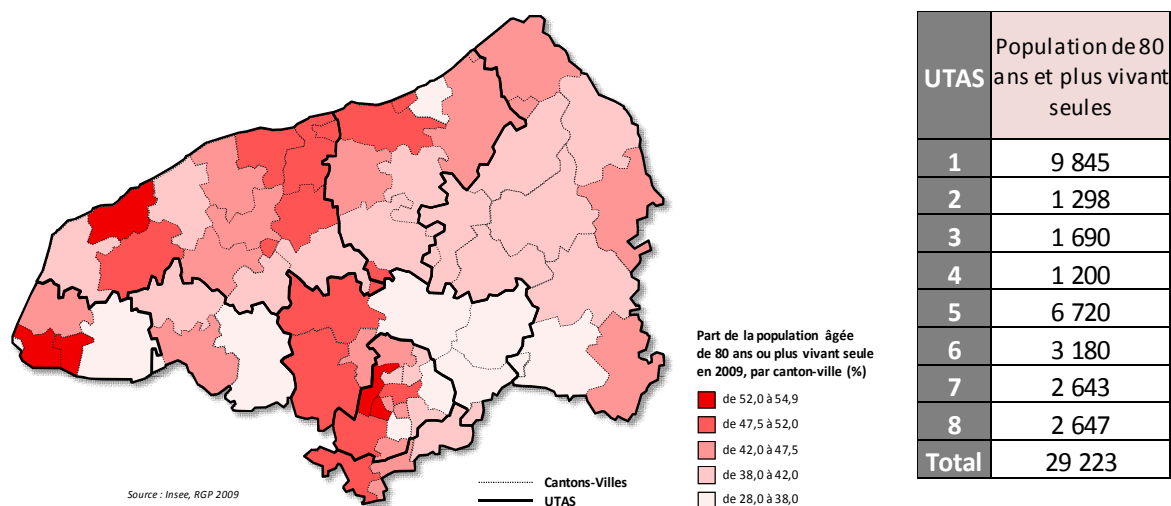 Source : Insee, RGP 2009
Cantons-Villes
UTAS
Part de la population âgée
de 80 ans ou plus vivant seule
en 2009, par canton-ville (%)
de 52,0 à 54,9
de 47,5 à 52,0
de 42,0 à 47,5
de 38,0 à 42,0
de 28,0 à 38,0
UTAS
Population de 80
ans et plus vivant
seules
1 9 845
2 1 298
3 1 690
4 1 200
5 6 720
6 3 180
7 2 643
8 2 647
Total 29 223